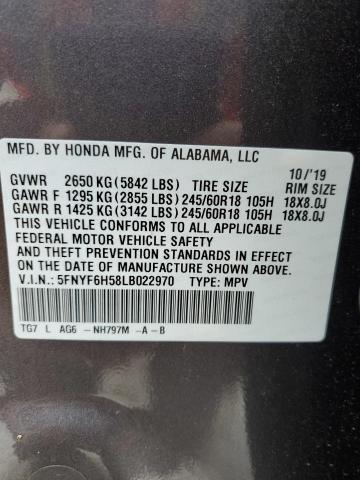 MFD. BY HONDA MFG. OF ALABAMA, LLC
10/'19
GVWR 2650 KG (5842 LBS) TIRE SIZE RIM SIZE
GAWR F 1295 KG (2855 LBS) 245/60R18 105H 18X8.0J
GAWR R 1425 KG (3142 LBS) 245/60R18 105H 18X8.0J
THIS VEHICLE CONFORMS TO ALL APPLICABLE
FEDERAL MOTOR VEHICLE SAFETY
AND THEFT PREVENTION STANDARDS IN EFFECT
ON THE DATE OF MANUFACTURE SHOWN ABOVE.
V.I.N.: 5FNYF6H58LB022970 TYPE: MPV
TG7 L AG6 -NH797M -A-B